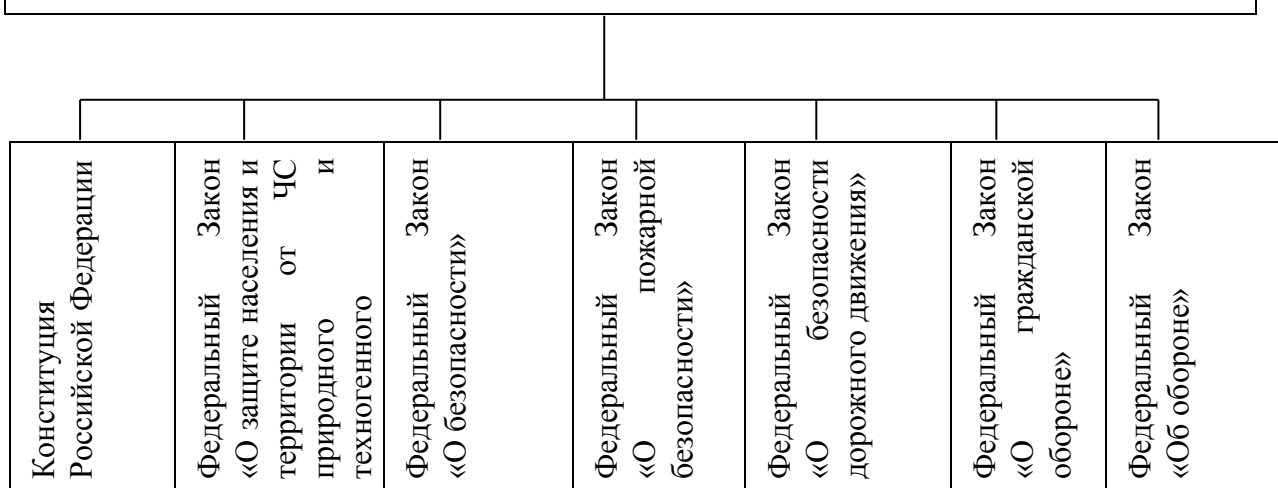 Конституция
Российской Федерации
Федеральный Закон
«О защите населения и
территории от ЧС
природного и
техногенного
Федеральный Закон
«О безопасности»
Федеральный Закон
«О пожарной
безопасности»
Федеральный Закон
«О безопасности
дорожного движения»
Федеральный Закон
«О гражданской
обороне»
Федеральный Закон
«Об обороне»